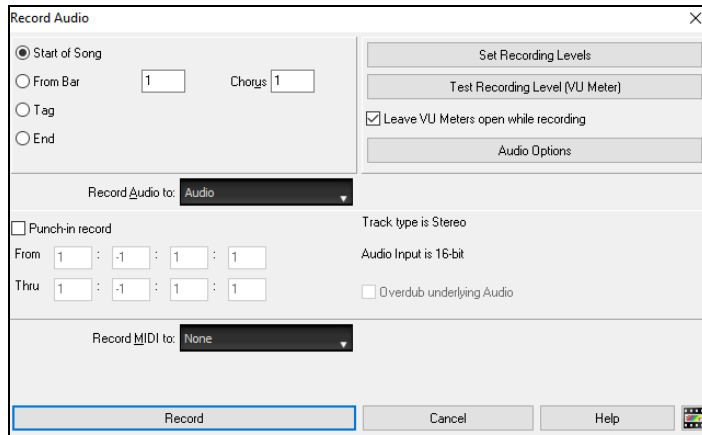 Record Audio
Start of Song
From Bar 1 Chorus 1
Tag
End
Set Recording Levels
Test Recording Level (VU Meter)
Leave VU Meters open while recording
Audio Options
Record Audio to: Audio
Punch-in record
From 1 : -1 : 1 : 1
Thru 1 : -1 : 1 : 1
Track type is Stereo
Audio Input is 16-bit
Overdub underlying Audio
Record MIDI to: None
Record Cancel Help